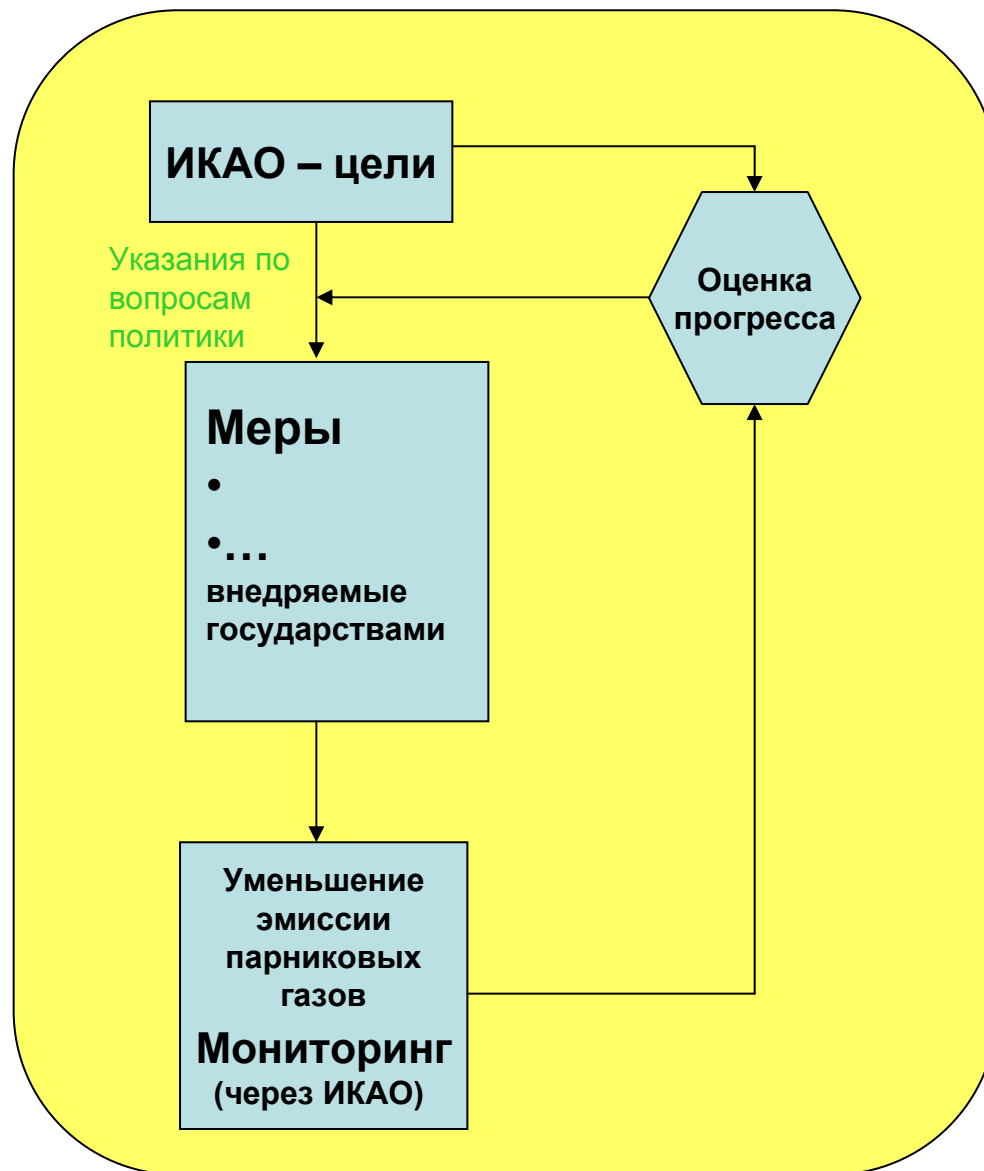 ИКАО – цели
Указания по
вопросам
политики
Оценка
прогресса
Меры
•
•...
внедряемые
государствами
Уменьшение
эмиссии
парниковых
газов
Мониторинг
(через ИКАО)